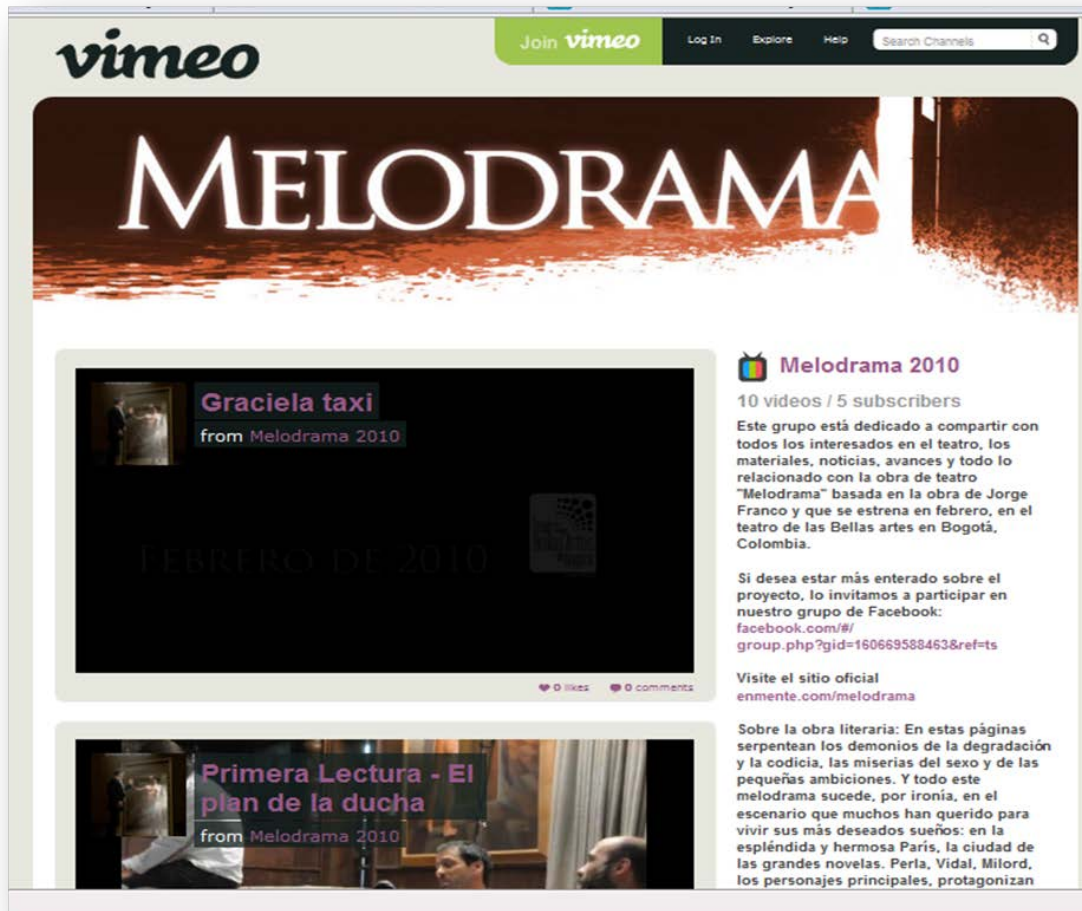 vimeo
Join vimeo
Log In
Explore
Help
Search Channels
MELODRAMA
Graciela taxi
from Melodrama 2010
FEBRERO DE 2010
0 likes
0 comments
Primera Lectura - El
plan de la ducha
from Melodrama 2010
Melodrama 2010
10 videos / 5 subscribers
Este grupo está dedicado a compartir con
todos los interesados en el teatro, los
materiales, noticias, avances y todo lo
relacionado con la obra de teatro
"Melodrama" basada en la obra de Jorge
Franco y que se estrena en febrero, en el
teatro de las Bellas artes en Bogotá,
Colombia.
Si desea estar más enterado sobre el
proyecto, lo invitamos a participar en
nuestro grupo de Facebook:
facebook.com/#/
group.php?gid=160669588463&ref=ts
Visite el sitio oficial
enmente.com/melodrama
Sobre la obra literaria: En estas páginas
serpentean los demonios de la degradación
y la codicia, las miserias del sexo y de las
pequeñas ambiciones. Y todo este
melodrama sucede, por ironía, en el
escenario que muchos han querido para
vivir sus más deseados sueños: en la
espléndida y hermosa París, la ciudad de
las grandes novelas. Perla, Vidal, Milord,
los personajes principales, protagonizan